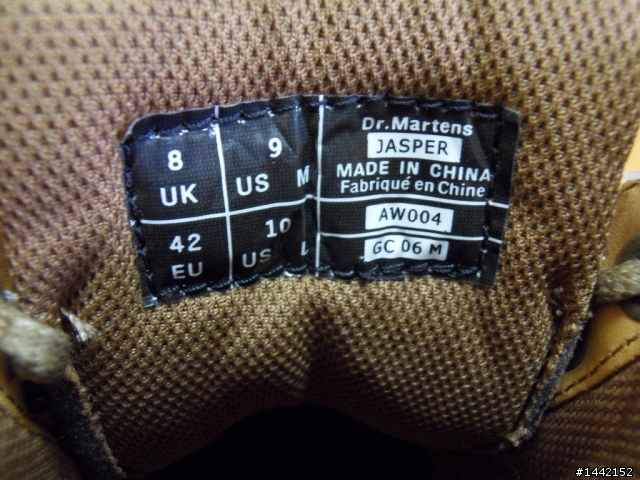 8
UK
9
US M
42
EU
10
US L
Dr.Martens
JASPER
MADE IN CHINA
Fabriqué en Chine
AW004
GC 06 M
#1442152